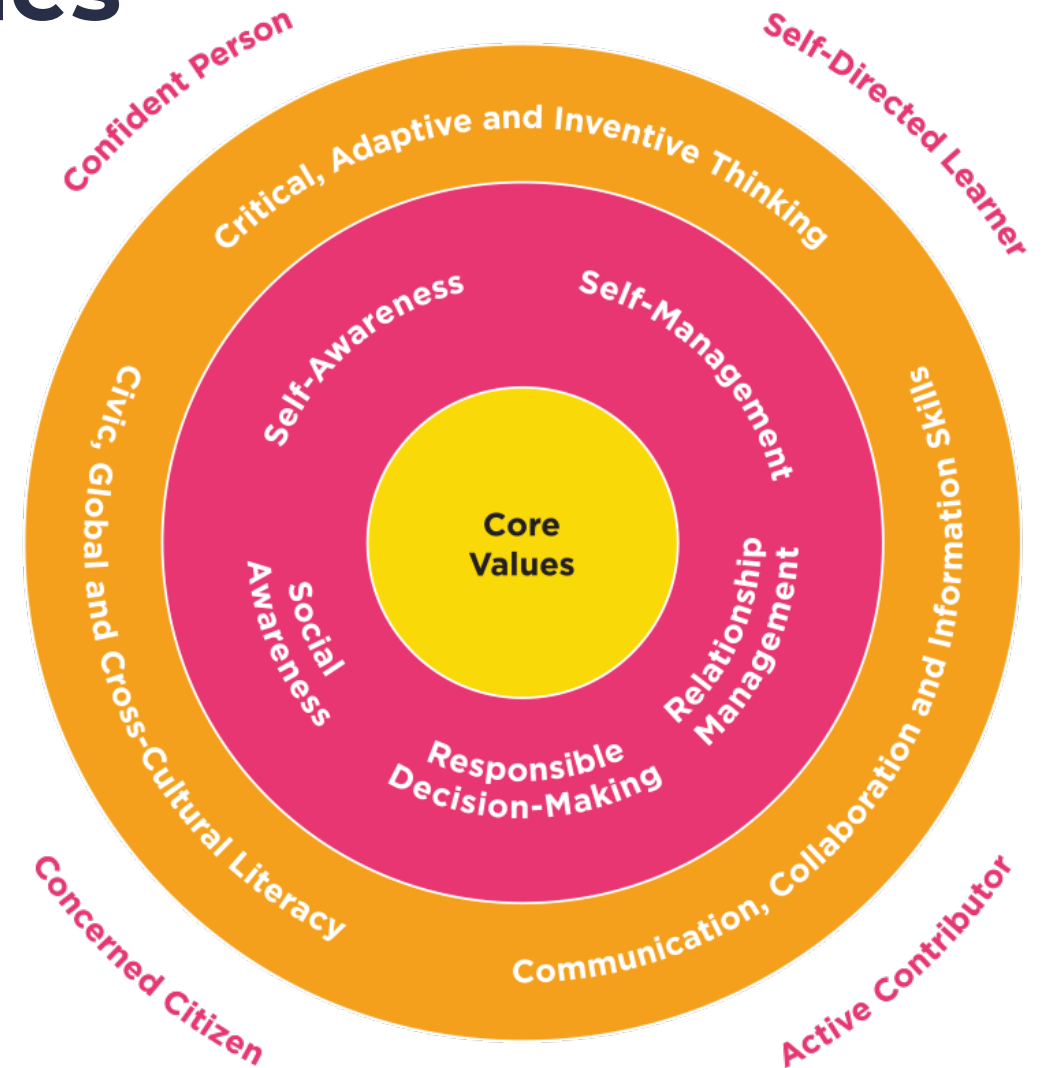 ies
Confident Person
Self-Directed Learner
Critical, Adaptive and Inventive Thinking
Self-Awareness
Self-Management
Civic, Global and Cross-Cultural Literacy
Communication, Collaboration and Information Skills
Core
Values
Social
Awareness
Relationship
Management
Responsible
Decision-Making
Concerned Citizen
Active Contributor